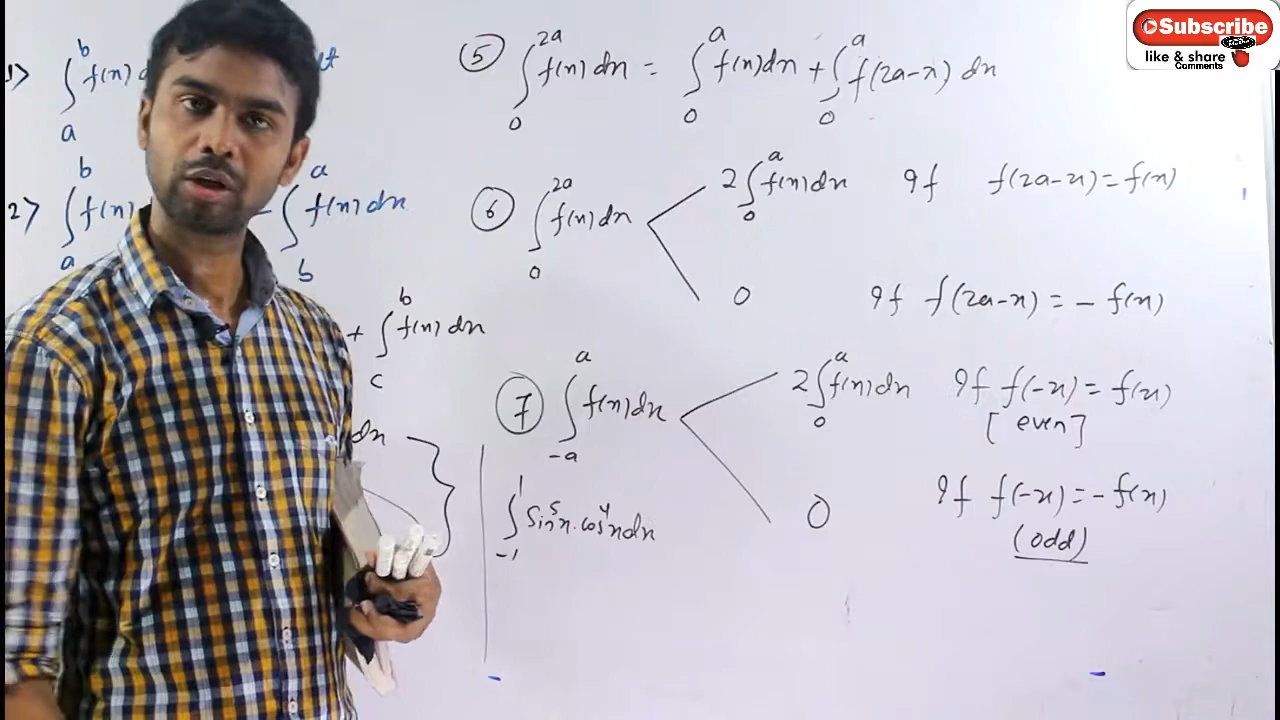 1> ∫_a^b f(x) d
dt
2> ∫_a^b f(x)
- ∫_b^a f(x) dx
+ ∫_c^b f(x) dx
dx
⑤ ∫_0^{2a} f(x) dx = ∫_0^a f(x) dx + ∫_0^a f(2a-x) dx
⑥ ∫_0^{2a} f(x) dx
2∫_0^a f(x) dx If f(2a-x) = f(x)
0 If f(2a-x) = - f(x)
⑦ ∫_{-a}^a f(x) dx
2∫_0^a f(x) dx If f(-x) = f(x)
[even]
0 If f(-x) = - f(x)
(odd)
∫_{-1}^1 Sin^5 x . cos^4 x dx
Subscribe
like & share
Comments